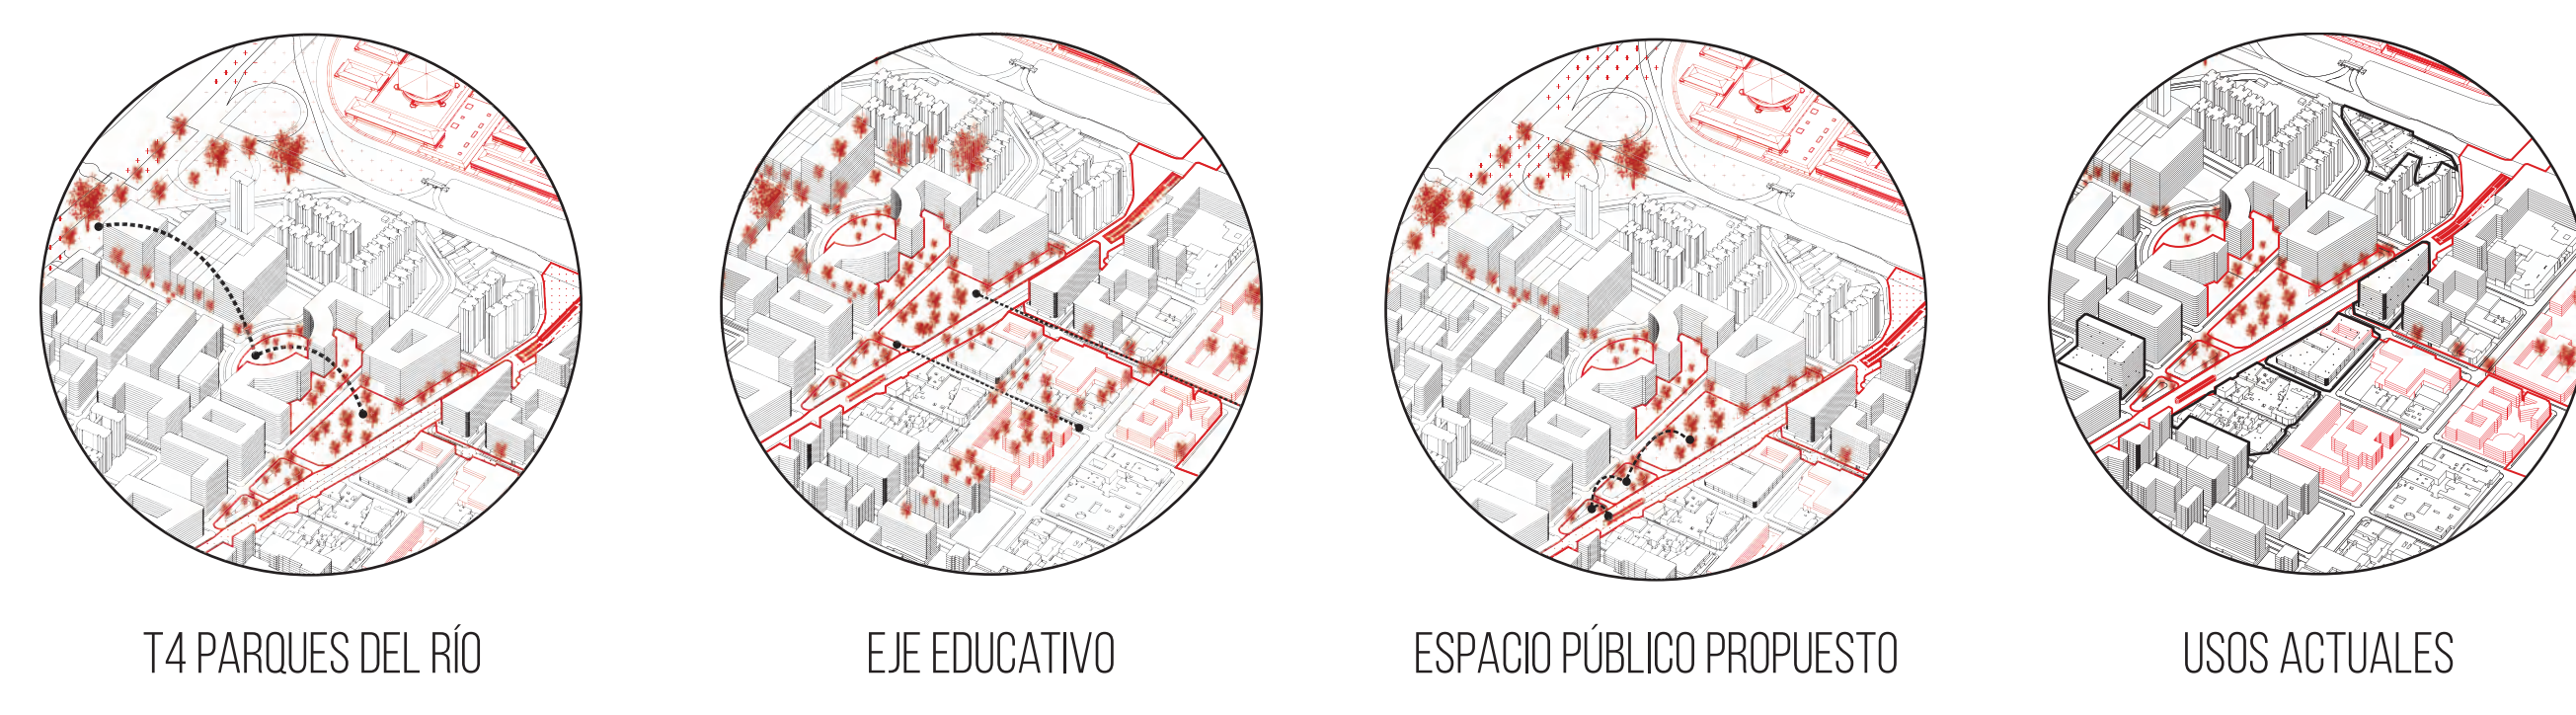 T4 PARQUES DEL RÍO
EJE EDUCATIVO
ESPACIO PÚBLICO PROPUESTO
USOS ACTUALES